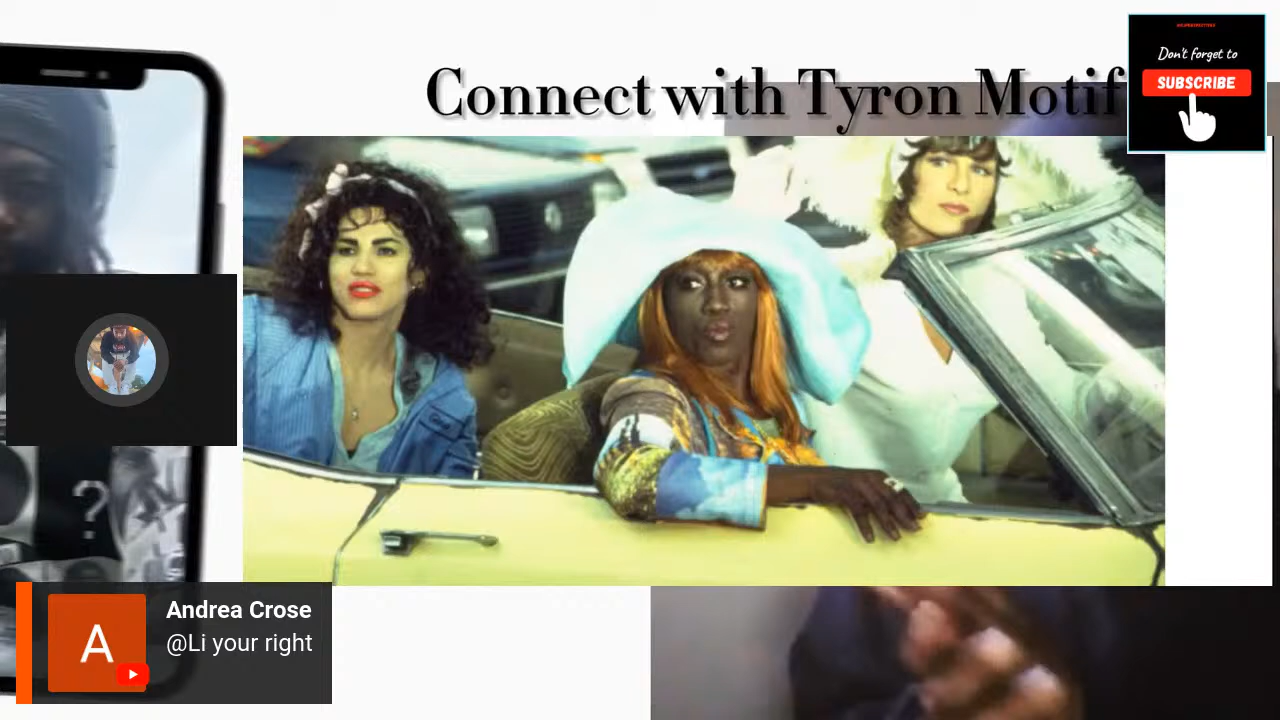 Connect with Tyron Motif
Don't forget to
SUBSCRIBE
?
A
Andrea Crose
@Li your right